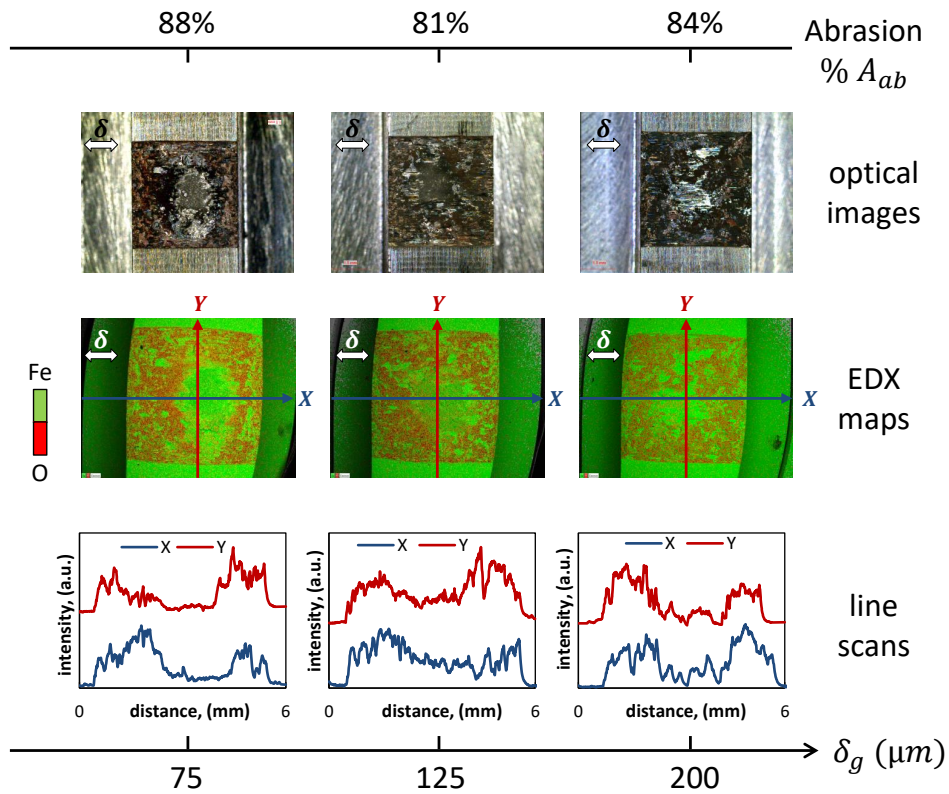 88% 81% 84% Abrasion
% A_ab
δ δ δ
optical
images
Y Y
δ δ δ
Fe
EDX
X X X
maps
O
X Y X Y X Y
intensity, (a.u.) intensity, (a.u.) intensity, (a.u.)
line
scans
0 distance, (mm) 6 0 distance, (mm) 6 0 distance, (mm) 6
δ_g (μm)
75 125 200